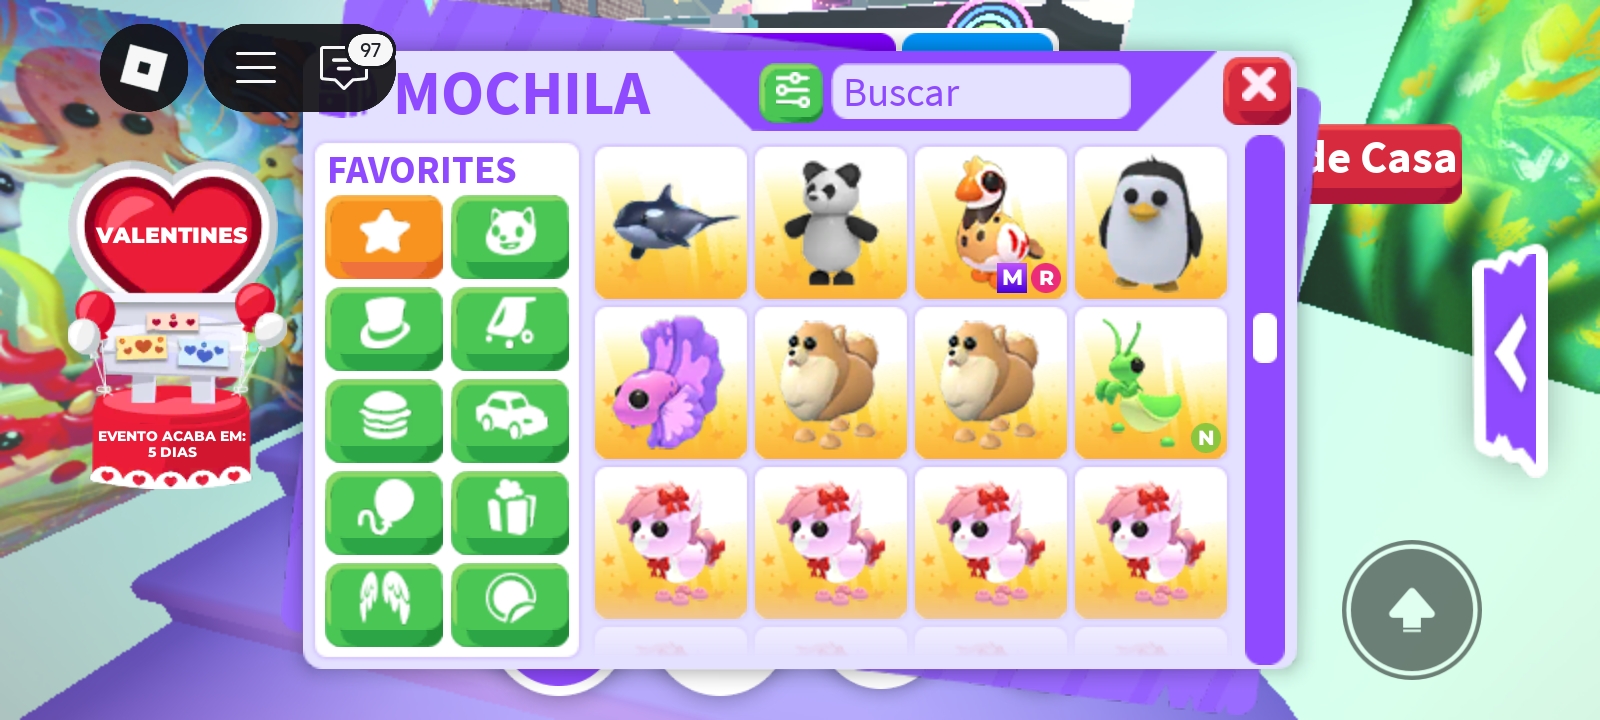 97
MOCHILA
Buscar
de Casa
FAVORITES
VALENTINES
M R
N
EVENTO ACABA EM:
5 DIAS